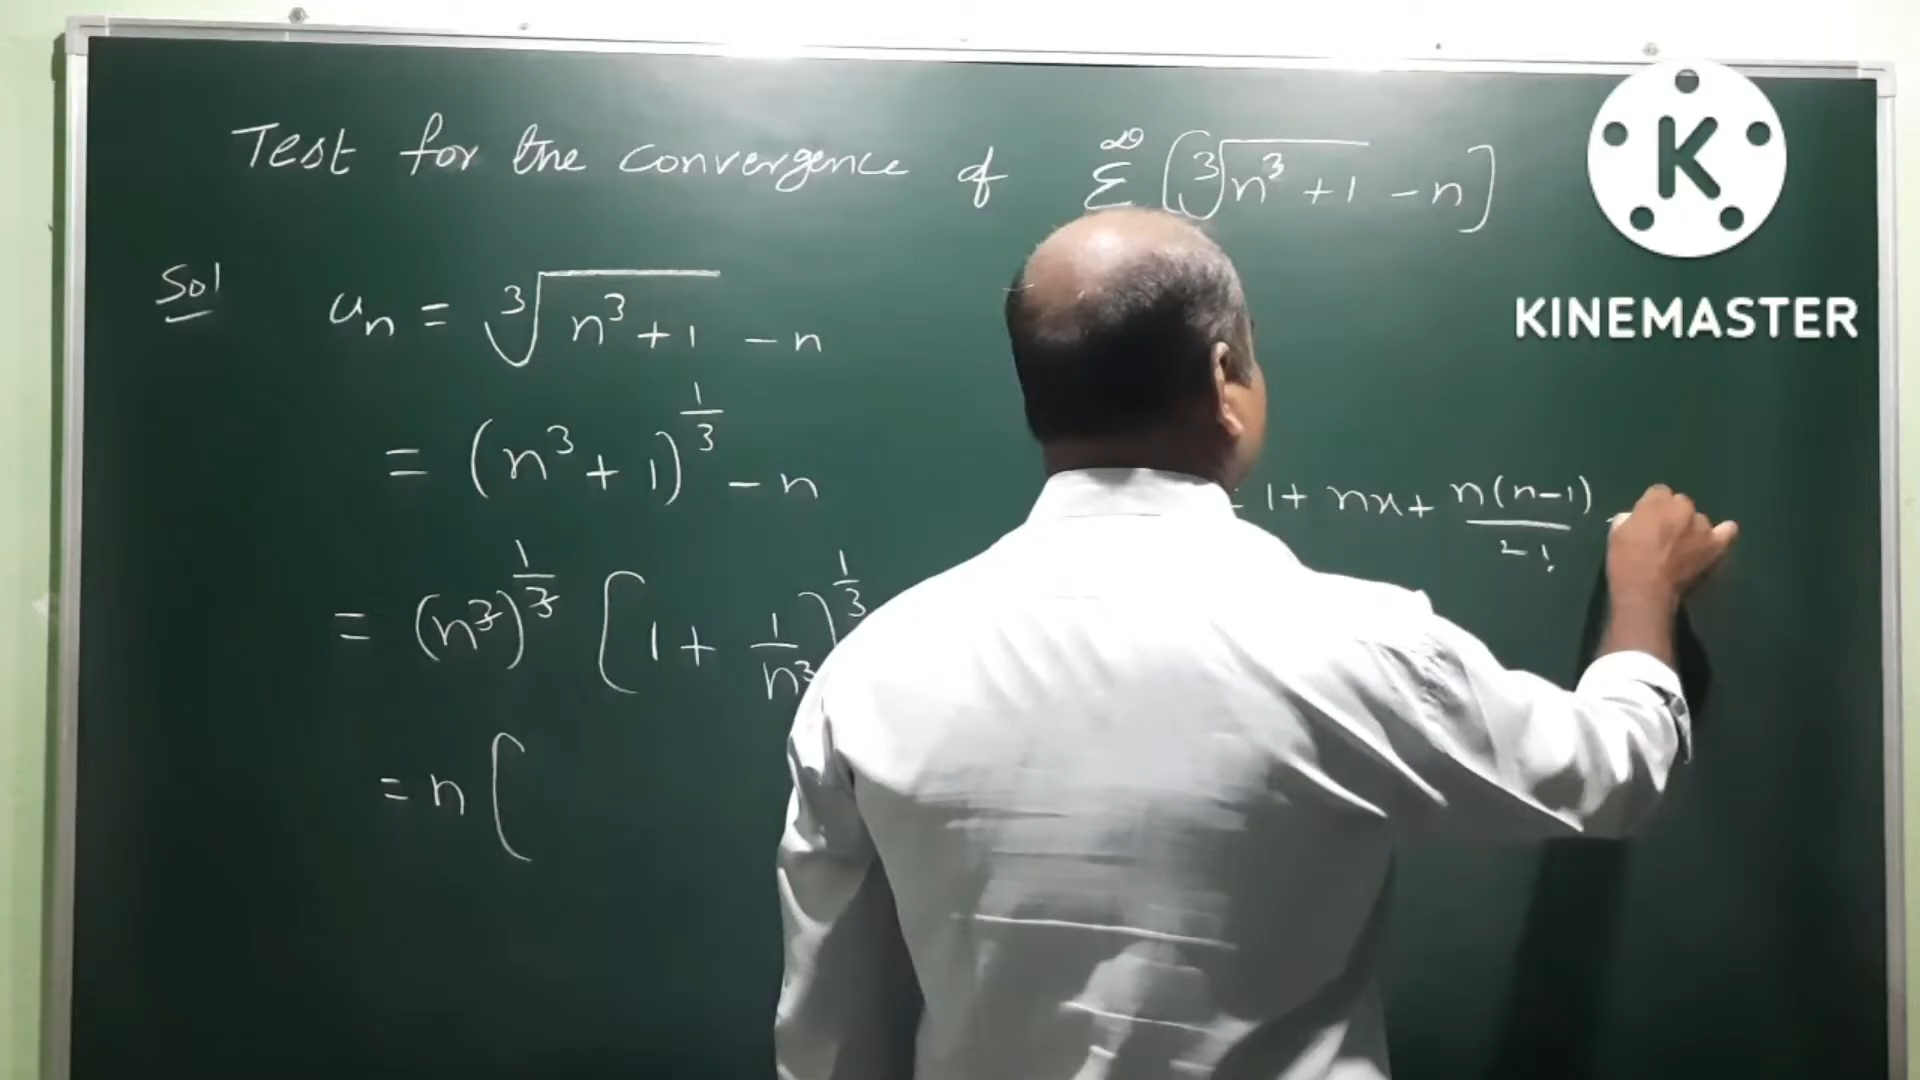 Test for the convergence of ∞ Σ [∛(n³ + 1) - n]
K
KINEMASTER
Sol uₙ = ∛(n³ + 1) - n
= (n³ + 1)^(1/3) - n
= 1 + nx + n(n-1)/2!
= (n³)^(1/3) [1 + 1/n³]^(1/3)
= n [